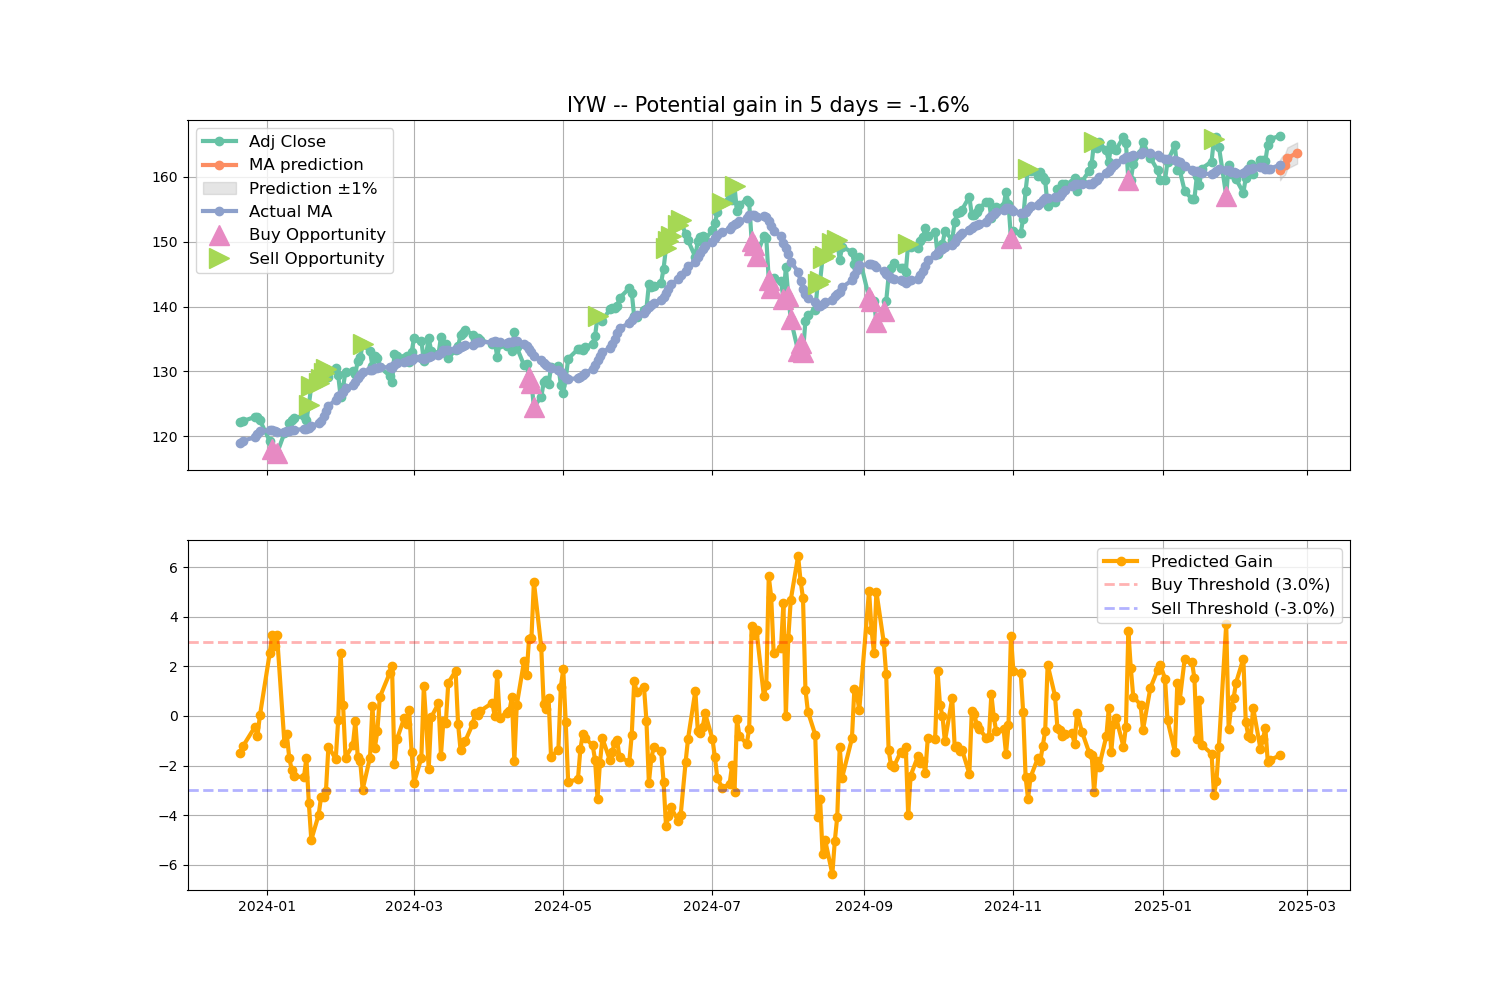 IYW -- Potential gain in 5 days = -1.6%
Adj Close
MA prediction
Prediction ±1%
Actual MA
Buy Opportunity
Sell Opportunity
160
150
140
130
120
Predicted Gain
Buy Threshold (3.0%)
Sell Threshold (-3.0%)
6
4
2
0
−2
−4
−6
2024-01 2024-03 2024-05 2024-07 2024-09 2024-11 2025-01 2025-03